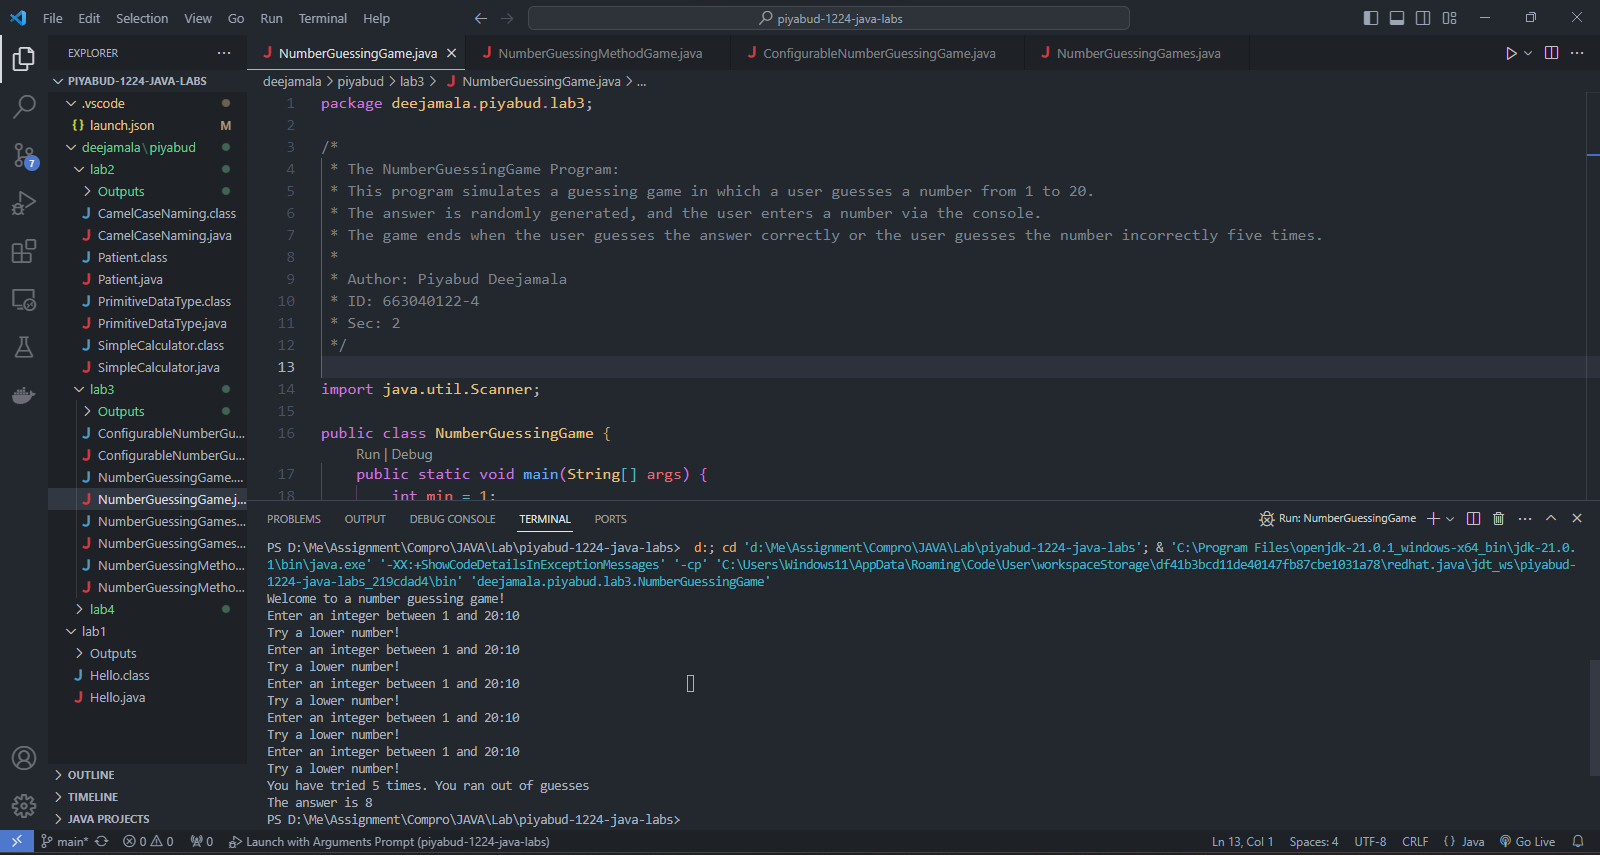 File Edit Selection View Go Run Terminal Help
piyabud-1224-java-labs
EXPLORER
PIYABUD-1224-JAVA-LABS
.vscode
{} launch.json M
deejamala\piyabud
lab2
Outputs
CamelCaseNaming.class
CamelCaseNaming.java
Patient.class
Patient.java
PrimitiveDataType.class
PrimitiveDataType.java
SimpleCalculator.class
SimpleCalculator.java
lab3
Outputs
ConfigurableNumberGu...
ConfigurableNumberGu...
NumberGuessingGame....
NumberGuessingGame.j...
NumberGuessingGames...
NumberGuessingGames...
NumberGuessingMetho...
NumberGuessingMetho...
lab4
lab1
Outputs
Hello.class
Hello.java
OUTLINE
TIMELINE
JAVA PROJECTS
7
NumberGuessingGame.java NumberGuessingMethodGame.java ConfigurableNumberGuessingGame.java NumberGuessingGames.java
deejamala > piyabud > lab3 > NumberGuessingGame.java > ...
1 package deejamala.piyabud.lab3;
2
3 /*
4 * The NumberGuessingGame Program:
5 * This program simulates a guessing game in which a user guesses a number from 1 to 20.
6 * The answer is randomly generated, and the user enters a number via the console.
7 * The game ends when the user guesses the answer correctly or the user guesses the number incorrectly five times.
8 *
9 * Author: Piyabud Deejamala
10 * ID: 663040122-4
11 * Sec: 2
12 */
13
14 import java.util.Scanner;
15
16 public class NumberGuessingGame {
Run | Debug
17 public static void main(String[] args) {
18 int min = 1;
PROBLEMS OUTPUT DEBUG CONSOLE TERMINAL PORTS
Run: NumberGuessingGame
PS D:\Me\Assignment\Compro\JAVA\Lab\piyabud-1224-java-labs> d:; cd 'd:\Me\Assignment\Compro\JAVA\Lab\piyabud-1224-java-labs'; & 'C:\Program Files\openjdk-21.0.1_windows-x64_bin\jdk-21.0.
1\bin\java.exe' '-XX:+ShowCodeDetailsInExceptionMessages' '-cp' 'C:\Users\Windows11\AppData\Roaming\Code\User\workspaceStorage\df41b3bcd11de40147fb87cbe1031a78\redhat.java\jdt_ws\piyabud-
1224-java-labs_219cdad4\bin' 'deejamala.piyabud.lab3.NumberGuessingGame'
Welcome to a number guessing game!
Enter an integer between 1 and 20:10
Try a lower number!
Enter an integer between 1 and 20:10
Try a lower number!
Enter an integer between 1 and 20:10
Try a lower number!
Enter an integer between 1 and 20:10
Try a lower number!
Enter an integer between 1 and 20:10
Try a lower number!
You have tried 5 times. You ran out of guesses
The answer is 8
PS D:\Me\Assignment\Compro\JAVA\Lab\piyabud-1224-java-labs>
main* 0 0 0 Launch with Arguments Prompt (piyabud-1224-java-labs) Ln 13, Col 1 Spaces: 4 UTF-8 CRLF {} Java Go Live